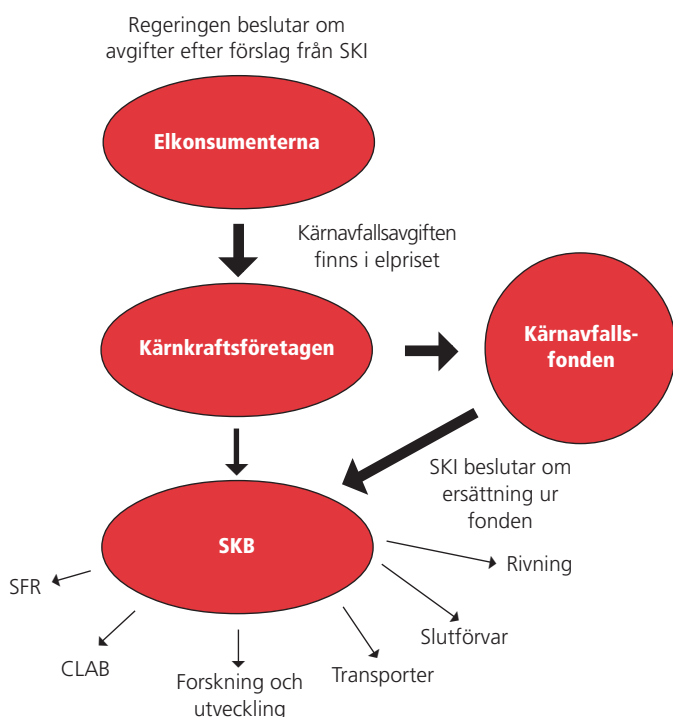 Regeringen beslutar om
avgifter efter förslag från SKI
Elkonsumenterna
Kärnavfallsavgiften
finns i elpriset
Kärnkraftsföretagen
Kärnavfalls-
fonden
SKI beslutar om
ersättning ur
fonden
SKB
Rivning
SFR
Slutförvar
CLAB
Transporter
Forskning och
utveckling